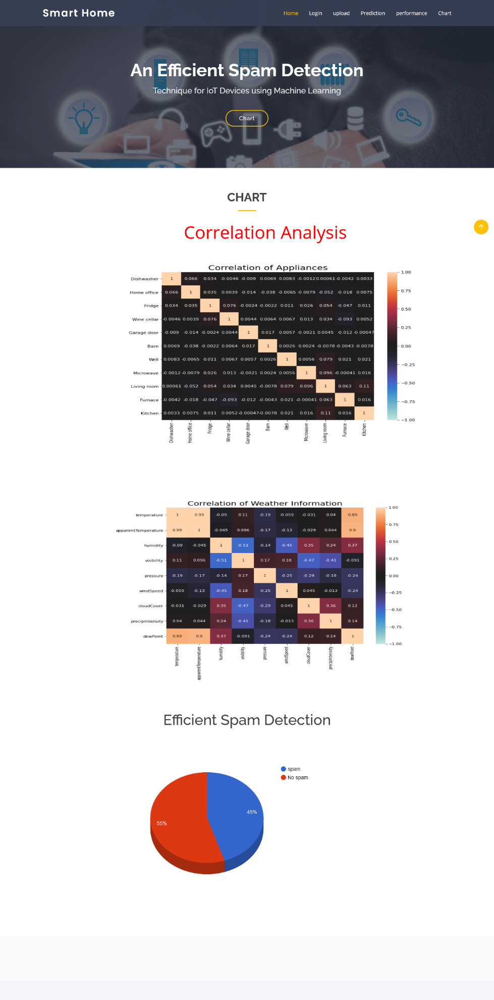 Smart Home
Home Login upload Prediction performance Chart
An Efficient Spam Detection
Technique for IoT Devices using Machine Learning
Chart
CHART
Correlation Analysis
Correlation of Appliances
Dishwasher 1 0.066 0.034 -0.0046 -0.009 0.0069 0.0083 -0.0012 0.00061 -0.0042 0.0033
Home office 0.066 1 0.035 0.0039 -0.014 -0.038 -0.0065 -0.0079 -0.052 -0.018 0.0075
Fridge 0.034 0.035 1 0.076 -0.0024 -0.0022 0.011 0.026 0.054 -0.047 0.011
Wine cellar -0.0046 0.0039 0.076 1 0.0044 0.0064 0.0067 0.013 0.034 -0.093 0.0052
Garage door -0.009 -0.014 -0.0024 0.0044 1 0.017 0.0057 -0.0021 0.0045 -0.012 -0.00047
Barn 0.0069 -0.038 -0.0022 0.0064 0.017 1 0.0026 0.0024 -0.0078 -0.0043 -0.0078
Well 0.0083 -0.0065 0.011 0.0067 0.0057 0.0026 1 0.0056 0.079 0.021 0.021
Microwave -0.0012 -0.0079 0.026 0.013 -0.0021 0.0024 0.0056 1 0.096 -0.00041 0.016
Living room 0.00061 -0.052 0.054 0.034 0.0045 -0.0078 0.079 0.096 1 0.063 0.11
Furnace -0.0042 -0.018 -0.047 -0.093 -0.012 -0.0043 0.021 -0.00041 0.063 1 0.016
Kitchen 0.0033 0.0075 0.011 0.0052 -0.00047 -0.0078 0.021 0.016 0.11 0.016 1
Dishwasher Home office Fridge Wine cellar Garage door Barn Well Microwave Living room Furnace Kitchen
1.00
0.75
0.50
0.25
0.00
−0.25
−0.50
−0.75
−1.00
Correlation of Weather Information
temperature 1 0.99 -0.09 0.11 -0.19 -0.059 -0.031 0.04 0.89
apparentTemperature 0.99 1 -0.045 0.096 -0.17 -0.13 -0.029 0.044 0.9
humidity -0.09 -0.045 1 -0.51 -0.14 -0.45 0.35 0.24 0.37
visibility 0.11 0.096 -0.51 1 0.17 0.18 -0.47 -0.41 -0.091
pressure -0.19 -0.17 -0.14 0.17 1 -0.25 -0.29 -0.18 -0.24
windSpeed -0.059 -0.13 -0.45 0.18 -0.25 1 0.045 -0.013 -0.24
cloudCover -0.031 -0.029 0.35 -0.47 -0.29 0.045 1 0.36 0.12
precipIntensity 0.04 0.044 0.24 -0.41 -0.18 -0.013 0.36 1 0.14
dewPoint 0.89 0.9 0.37 -0.091 -0.24 -0.24 0.12 0.14 1
temperature apparentTemperature humidity visibility pressure windSpeed cloudCover precipIntensity dewPoint
1.00
0.75
0.50
0.25
0.00
−0.25
−0.50
−0.75
−1.00
Efficient Spam Detection
spam
No spam
45%
55%